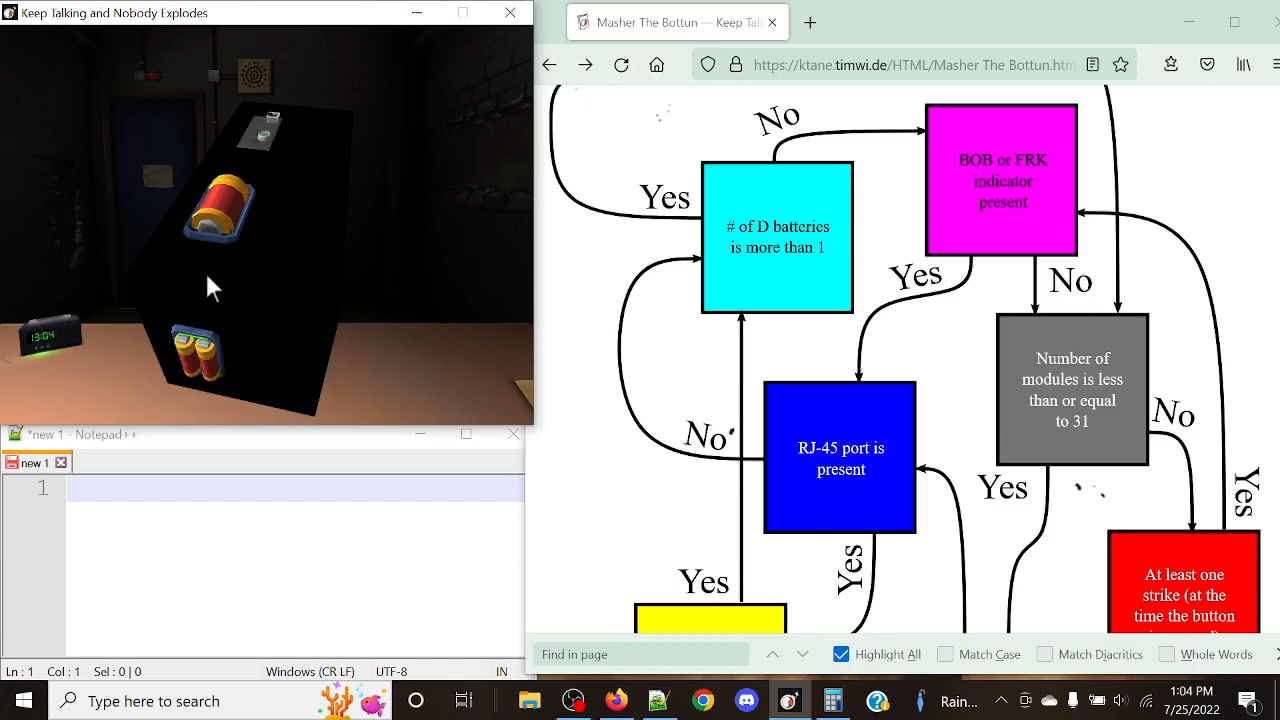 Keep Talking and Nobody Explodes
Masher The Bottun — Keep Talk
https://ktane.timwi.de/HTML/Masher The Bottun.htm
13:04
No
Yes
# of D batteries
is more than 1
BOB or FRK
indicator
present
Yes
No
Number of
modules is less
than or equal
to 31
No
RJ-45 port is
present
No
Yes
Yes
Yes
Yes
At least one
strike (at the
time the button
*new 1 - Notepad++
new 1
1
Ln : 1 Col : 1 Sel : 0 | 0 Windows (CR LF) UTF-8 IN
Find in page Highlight All Match Case Match Diacritics Whole Words
Type here to search
Rain...
1:04 PM
7/25/2022
1